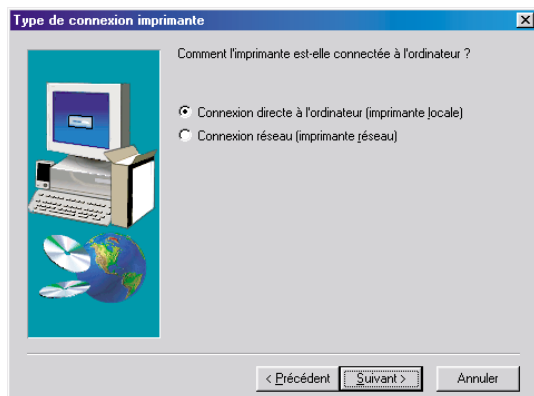 Type de connexion imprimante
Comment l'imprimante est-elle connectée à l'ordinateur ?
Connexion directe à l'ordinateur (imprimante locale)
Connexion réseau (imprimante réseau)
< Précédent
Suivant >
Annuler